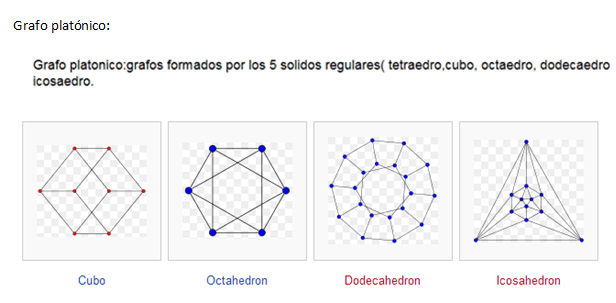 Grafo platónico:
Grafo platonico:grafos formados por los 5 solidos regulares( tetraedro,cubo, octaedro, dodecaedro
icosaedro.
Cubo
Octahedron
Dodecahedron
Icosahedron